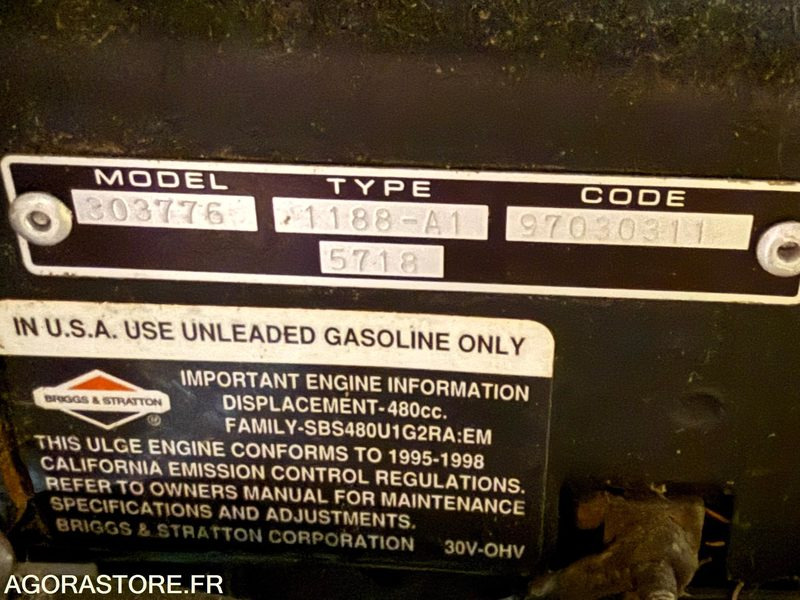 MODEL TYPE CODE
303776 1188-A1 97030311
5718
IN U.S.A. USE UNLEADED GASOLINE ONLY
IMPORTANT ENGINE INFORMATION
BRIGGS & STRATTON
DISPLACEMENT-480cc.
FAMILY-SBS480U1G2RA:EM
THIS ULGE ENGINE CONFORMS TO 1995-1998
CALIFORNIA EMISSION CONTROL REGULATIONS.
REFER TO OWNERS MANUAL FOR MAINTENANCE
SPECIFICATIONS AND ADJUSTMENTS.
BRIGGS & STRATTON CORPORATION 30V-OHV
AGORASTORE.FR